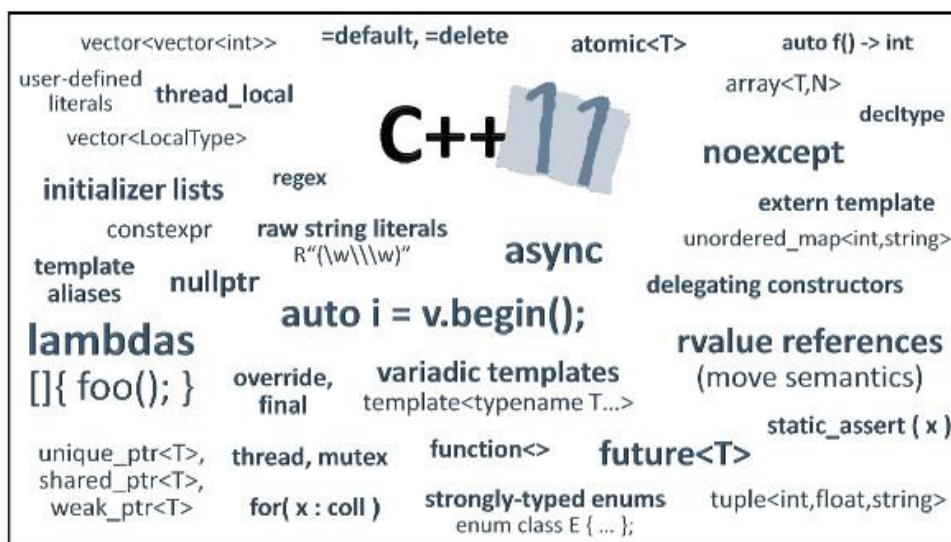 vector<vector<int>>
=default, =delete
atomic<T>
auto f() -> int
user-defined
literals
thread_local
array<T,N>
vector<LocalType>
C++11
decltype
noexcept
initializer lists
regex
extern template
constexpr
raw string literals
R“(\w\\\w)”
async
unordered_map<int,string>
template
aliases
nullptr
delegating constructors
auto i = v.begin();
lambdas
[]{ foo(); }
rvalue references
(move semantics)
override,
final
variadic templates
template<typename T…>
static_assert ( x )
unique_ptr<T>,
shared_ptr<T>,
weak_ptr<T>
thread, mutex
function<>
future<T>
for( x : coll )
strongly-typed enums
enum class E { … };
tuple<int,float,string>